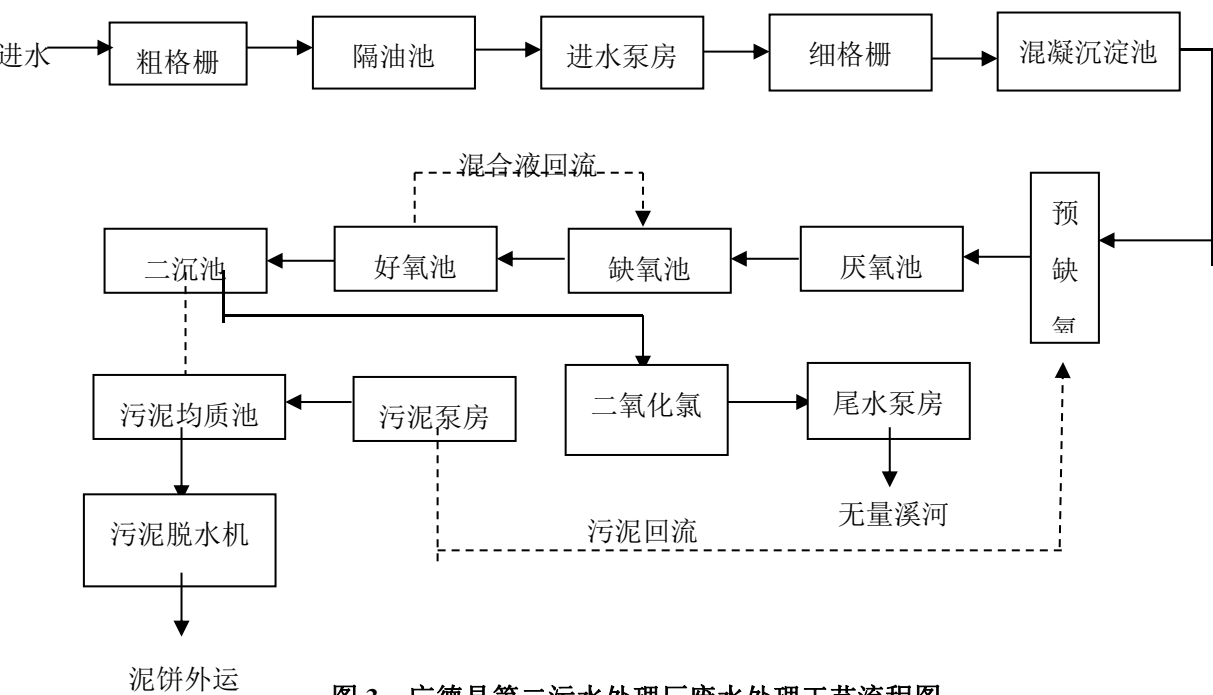 进水
粗格栅
隔油池
进水泵房
细格栅
混凝沉淀池
混合液回流
二沉池
好氧池
缺氧池
厌氧池
预
缺
氧
污泥均质池
污泥泵房
二氧化氯
尾水泵房
污泥脱水机
污泥回流
无量溪河
泥饼外运